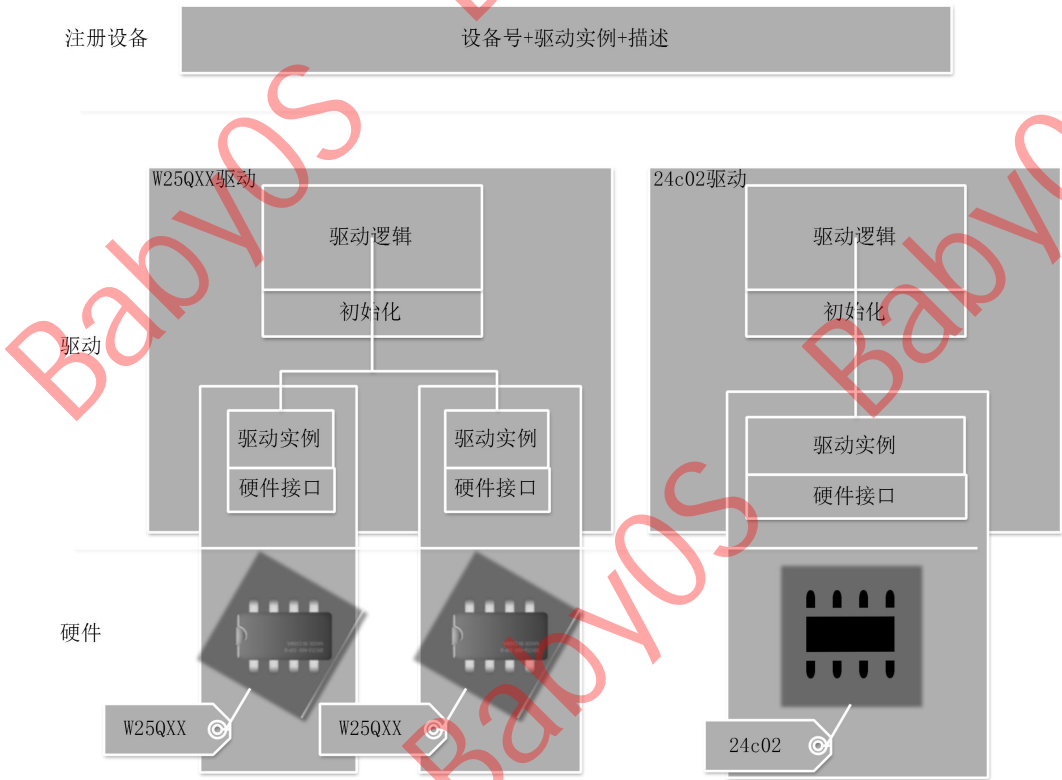 注册设备
设备号+驱动实例+描述
W25QXX驱动
24c02驱动
驱动逻辑
驱动逻辑
初始化
初始化
驱动
驱动实例
驱动实例
驱动实例
硬件接口
硬件接口
硬件接口
硬件
W25QXX
W25QXX
24c02
BabyOS
BabyOS
BabyOS